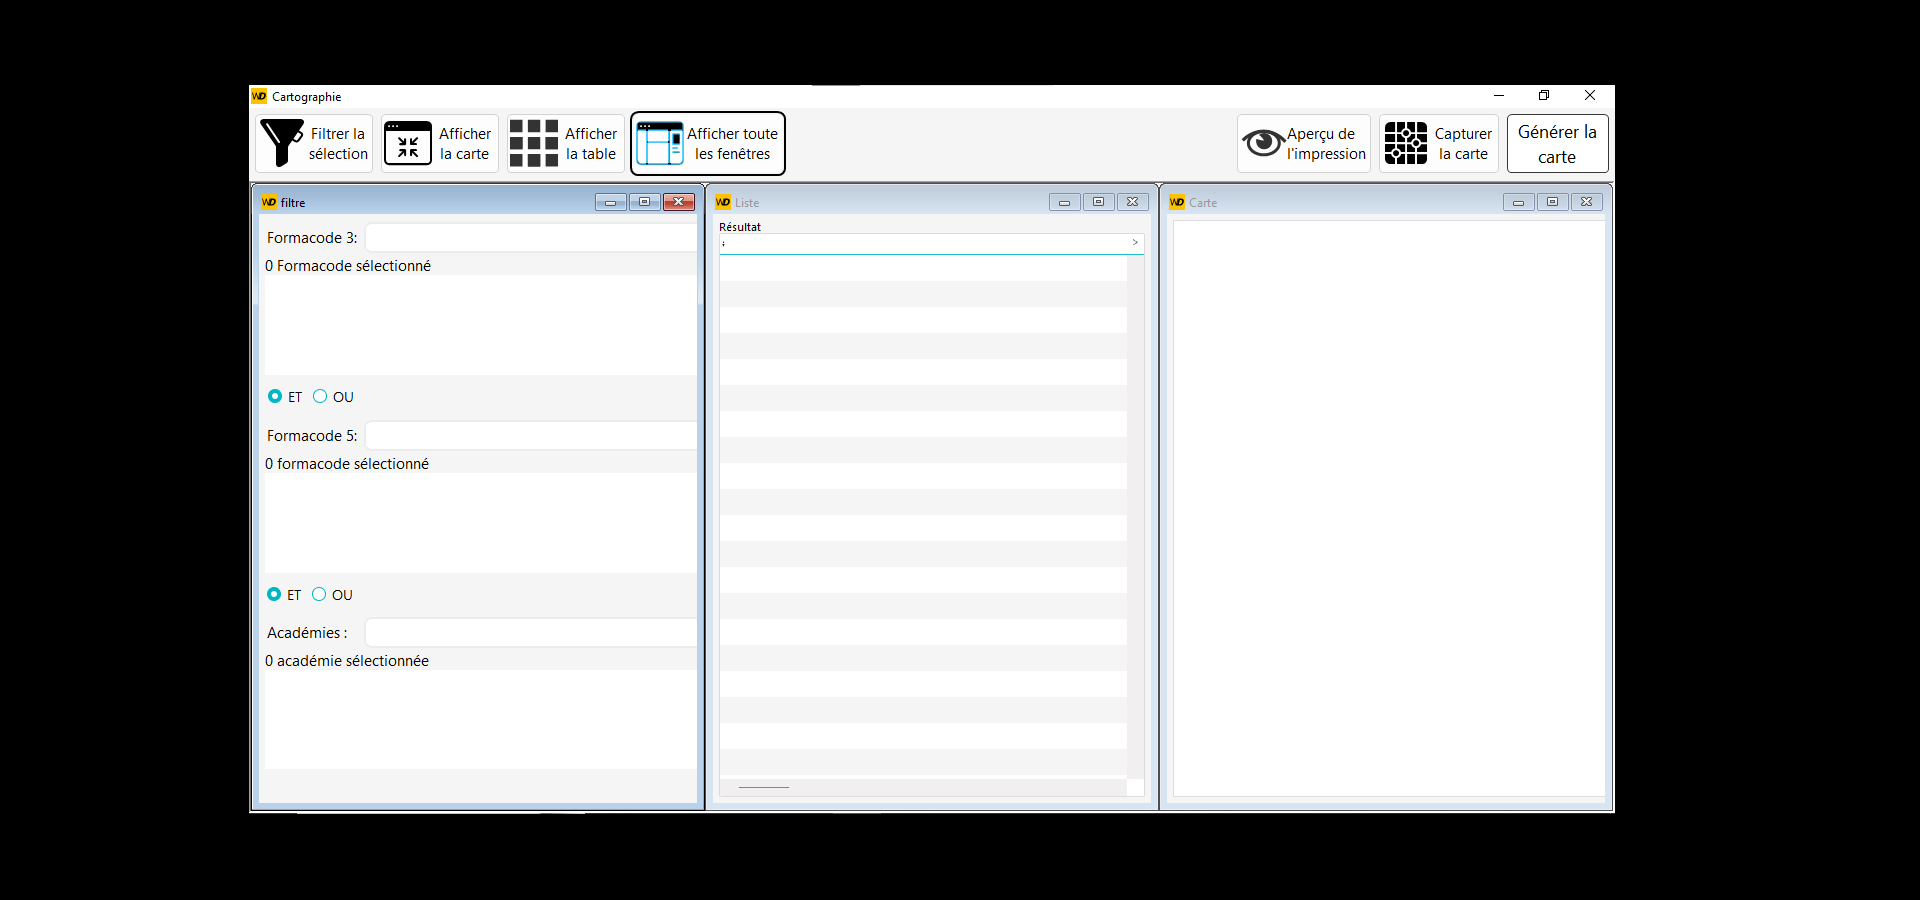 WD Cartographie
Filtrer la
sélection
Afficher
la carte
Afficher
la table
Afficher toute
les fenêtres
Aperçu de
l'impression
Capturer
la carte
Générer la
carte
WD filtre
Formacode 3:
0 Formacode sélectionné
ET OU
Formacode 5:
0 formacode sélectionné
ET OU
Académies :
0 académie sélectionnée
WD Liste
Résultat
WD Carte